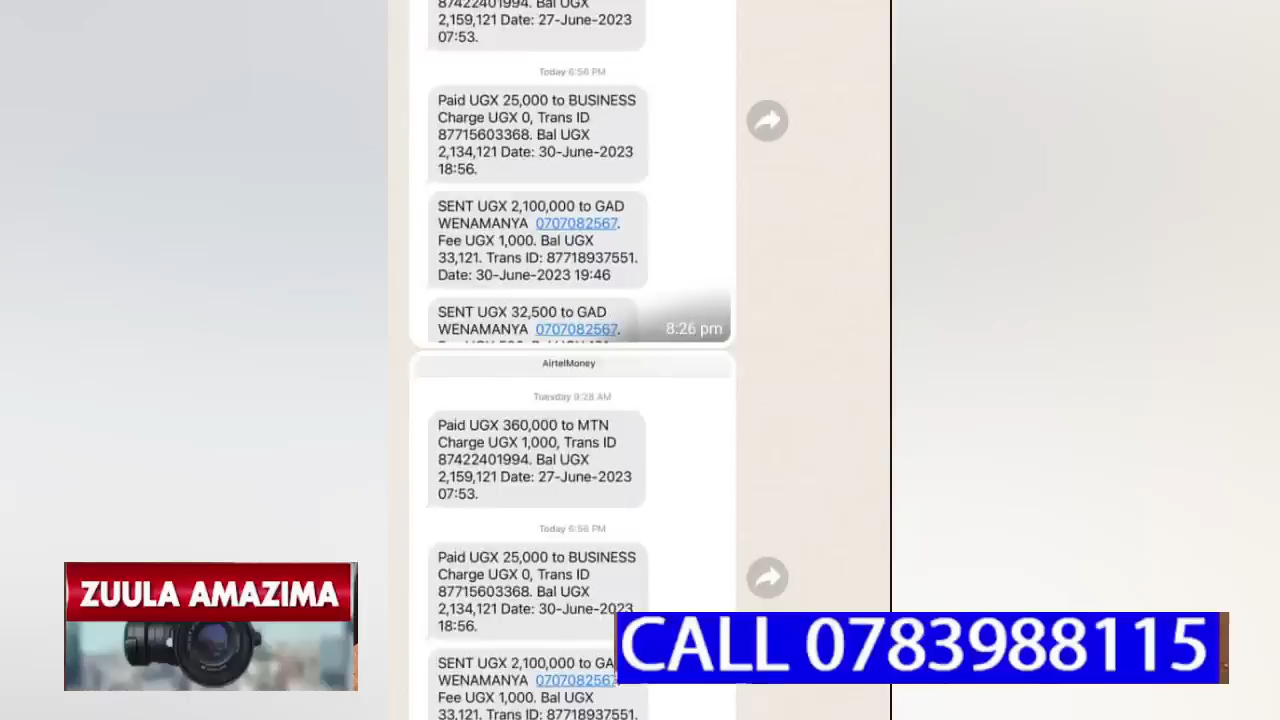 87422401994. Bal UGX
2,159,121 Date: 27-June-2023
07:53.
Today 6:56 PM
Paid UGX 25,000 to BUSINESS
Charge UGX 0, Trans ID
87715603368. Bal UGX
2,134,121 Date: 30-June-2023
18:56.
SENT UGX 2,100,000 to GAD
WENAMANYA 0707082567.
Fee UGX 1,000. Bal UGX
33,121. Trans ID: 87718937551.
Date: 30-June-2023 19:46
SENT UGX 32,500 to GAD
WENAMANYA 0707082567.
8:26 pm
AirtelMoney
Tuesday 9:28 AM
Paid UGX 360,000 to MTN
Charge UGX 1,000, Trans ID
87422401994. Bal UGX
2,159,121 Date: 27-June-2023
07:53.
Today 6:56 PM
Paid UGX 25,000 to BUSINESS
Charge UGX 0, Trans ID
87715603368. Bal UGX
2,134,121 Date: 30-June-2023
18:56.
SENT UGX 2,100,000 to GA
WENAMANYA 0707082567
Fee UGX 1,000. Bal UGX
33,121. Trans ID: 87718937551.
ZUULA AMAZIMA
CALL 0783988115